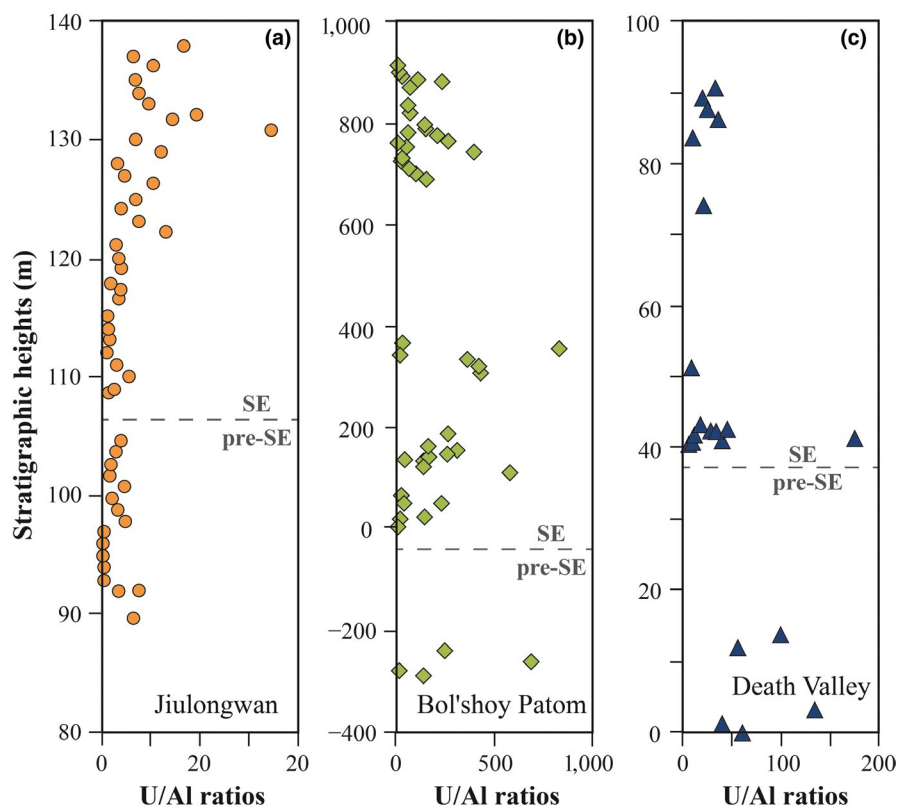 140
130
120
110
100
90
80
Stratigraphic heights (m)
(a)
SE
pre-SE
Jiulongwan
0
20
20
U/Al ratios
1,000
800
600
400
200
0
−200
−400
(b)
SE
pre-SE
Bol'shoy Patom
0
500
1,000
U/Al ratios
100
80
60
40
20
0
(c)
SE
pre-SE
Death Valley
0
100
200
U/Al ratios